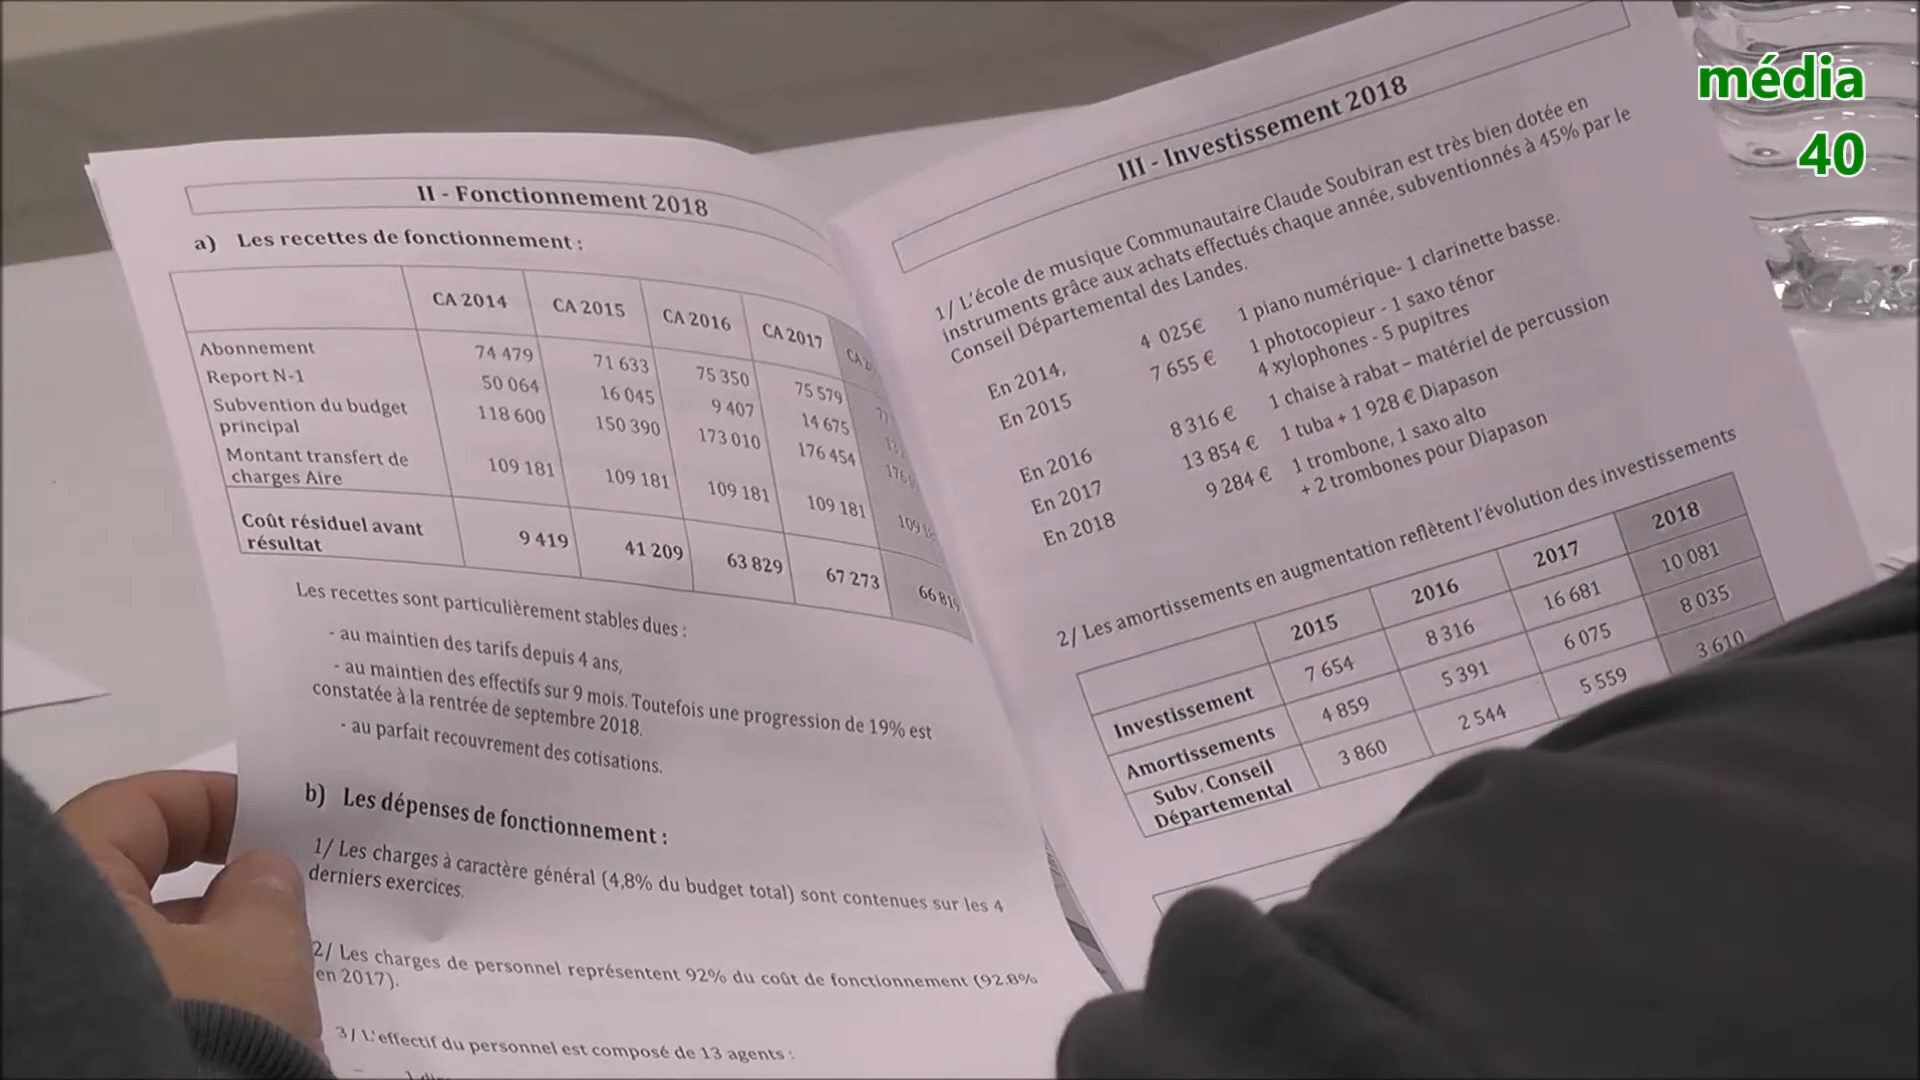 média
40
II - Fonctionnement 2018
a) Les recettes de fonctionnement :
CA 2014 CA 2015 CA 2016 CA 2017
Abonnement 74 479 71 633 75 350 75 579
Report N-1 50 064 16 045 9 407 14 675
Subvention du budget
principal 118 600 150 390 173 010 176 454
Montant transfert de
charges Aire 109 181 109 181 109 181 109 181
Coût résiduel avant
résultat 9 419 41 209 63 829 67 273
Les recettes sont particulièrement stables dues :
- au maintien des tarifs depuis 4 ans,
- au maintien des effectifs sur 9 mois. Toutefois une progression de 19% est
constatée à la rentrée de septembre 2018.
- au parfait recouvrement des cotisations.
b) Les dépenses de fonctionnement :
1/ Les charges à caractère général (4,8% du budget total) sont contenues sur les 4
derniers exercices.
2/ Les charges de personnel représentent 92% du coût de fonctionnement (92.8%
en 2017).
3/ L'effectif du personnel est composé de 13 agents :
III - Investissement 2018
1/ L'école de musique Communautaire Claude Soubiran est très bien dotée en
instruments grâce aux achats effectués chaque année, subventionnés à 45% par le
Conseil Départemental des Landes.
En 2014, 4 025€ 1 piano numérique- 1 clarinette basse.
En 2015 7 655 € 1 photocopieur - 1 saxo ténor
4 xylophones - 5 pupitres
En 2016 8 316 € 1 chaise à rabat – matériel de percussion
En 2017 13 854 € 1 tuba + 1 928 € Diapason
En 2018 9 284 € 1 trombone, 1 saxo alto
+ 2 trombones pour Diapason
2/ Les amortissements en augmentation reflètent l'évolution des investissements
2015 2016 2017 2018
Investissement 7 654 8 316 16 681 10 081
Amortissements 4 859 5 391 6 075 8 035
Subv. Conseil
Départemental 3 860 2 544 5 559 3 610